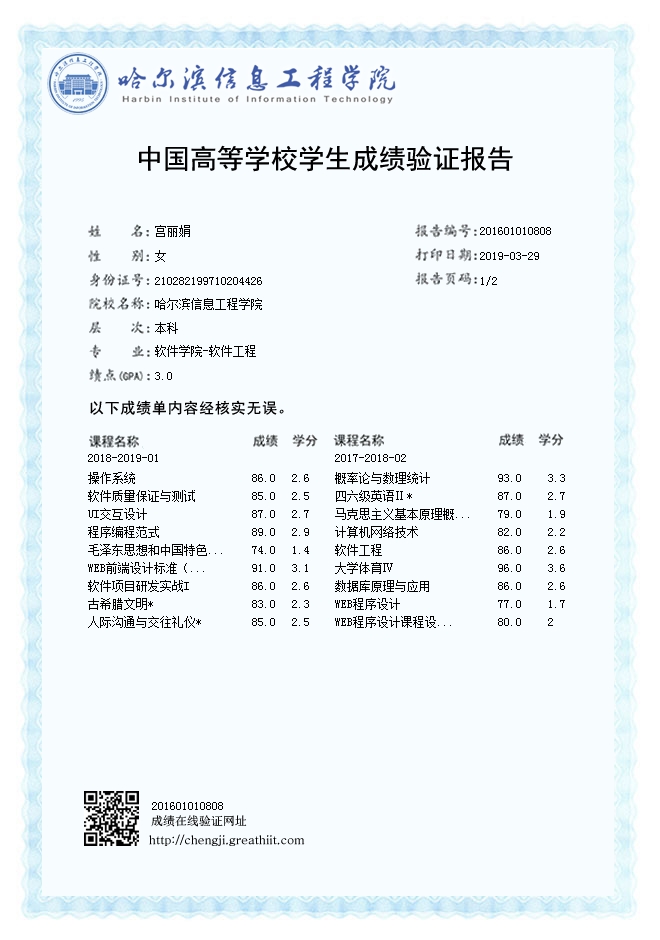 哈尔滨信息工程学院
Harbin Institute of Information Technology
中国高等学校学生成绩验证报告
姓 名: 宫丽娟 报告编号: 201601010808
性 别: 女 打印日期: 2019-03-29
身份证号: 210282199710204426 报告页码: 1/2
院校名称: 哈尔滨信息工程学院
层 次: 本科
专 业: 软件学院-软件工程
绩点(GPA): 3.0
以下成绩单内容经核实无误。
课程名称 成绩 学分 课程名称 成绩 学分
2018-2019-01 2017-2018-02
操作系统 86.0 2.6 概率论与数理统计 93.0 3.3
软件质量保证与测试 85.0 2.5 四六级英语Ⅱ* 87.0 2.7
UI交互设计 87.0 2.7 马克思主义基本原理概... 79.0 1.9
程序编程范式 89.0 2.9 计算机网络技术 82.0 2.2
毛泽东思想和中国特色... 74.0 1.4 软件工程 86.0 2.6
WEB前端设计标准（... 91.0 3.1 大学体育Ⅳ 96.0 3.6
软件项目研发实战I 86.0 2.6 数据库原理与应用 86.0 2.6
古希腊文明* 83.0 2.3 WEB程序设计 77.0 1.7
人际沟通与交往礼仪* 85.0 2.5 WEB程序设计课程设... 80.0 2
201601010808
成绩在线验证网址
http://chengji.greathiit.com